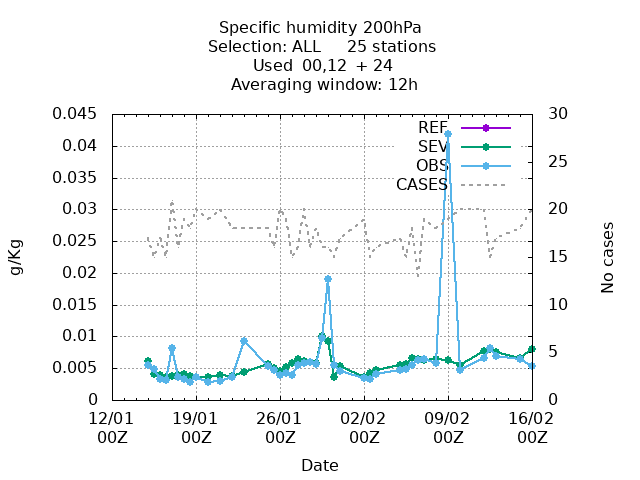 Specific humidity 200hPa
Selection: ALL 25 stations
Used 00,12 + 24
Averaging window: 12h
0.045
0.04
0.035
0.03
0.025
0.02
0.015
0.01
0.005
0
g/Kg
REF
SEV
OBS
CASES
30
25
20
15
10
5
0
No cases
12/01 19/01 26/01 02/02 09/02 16/02
00Z 00Z 00Z 00Z 00Z 00Z
Date